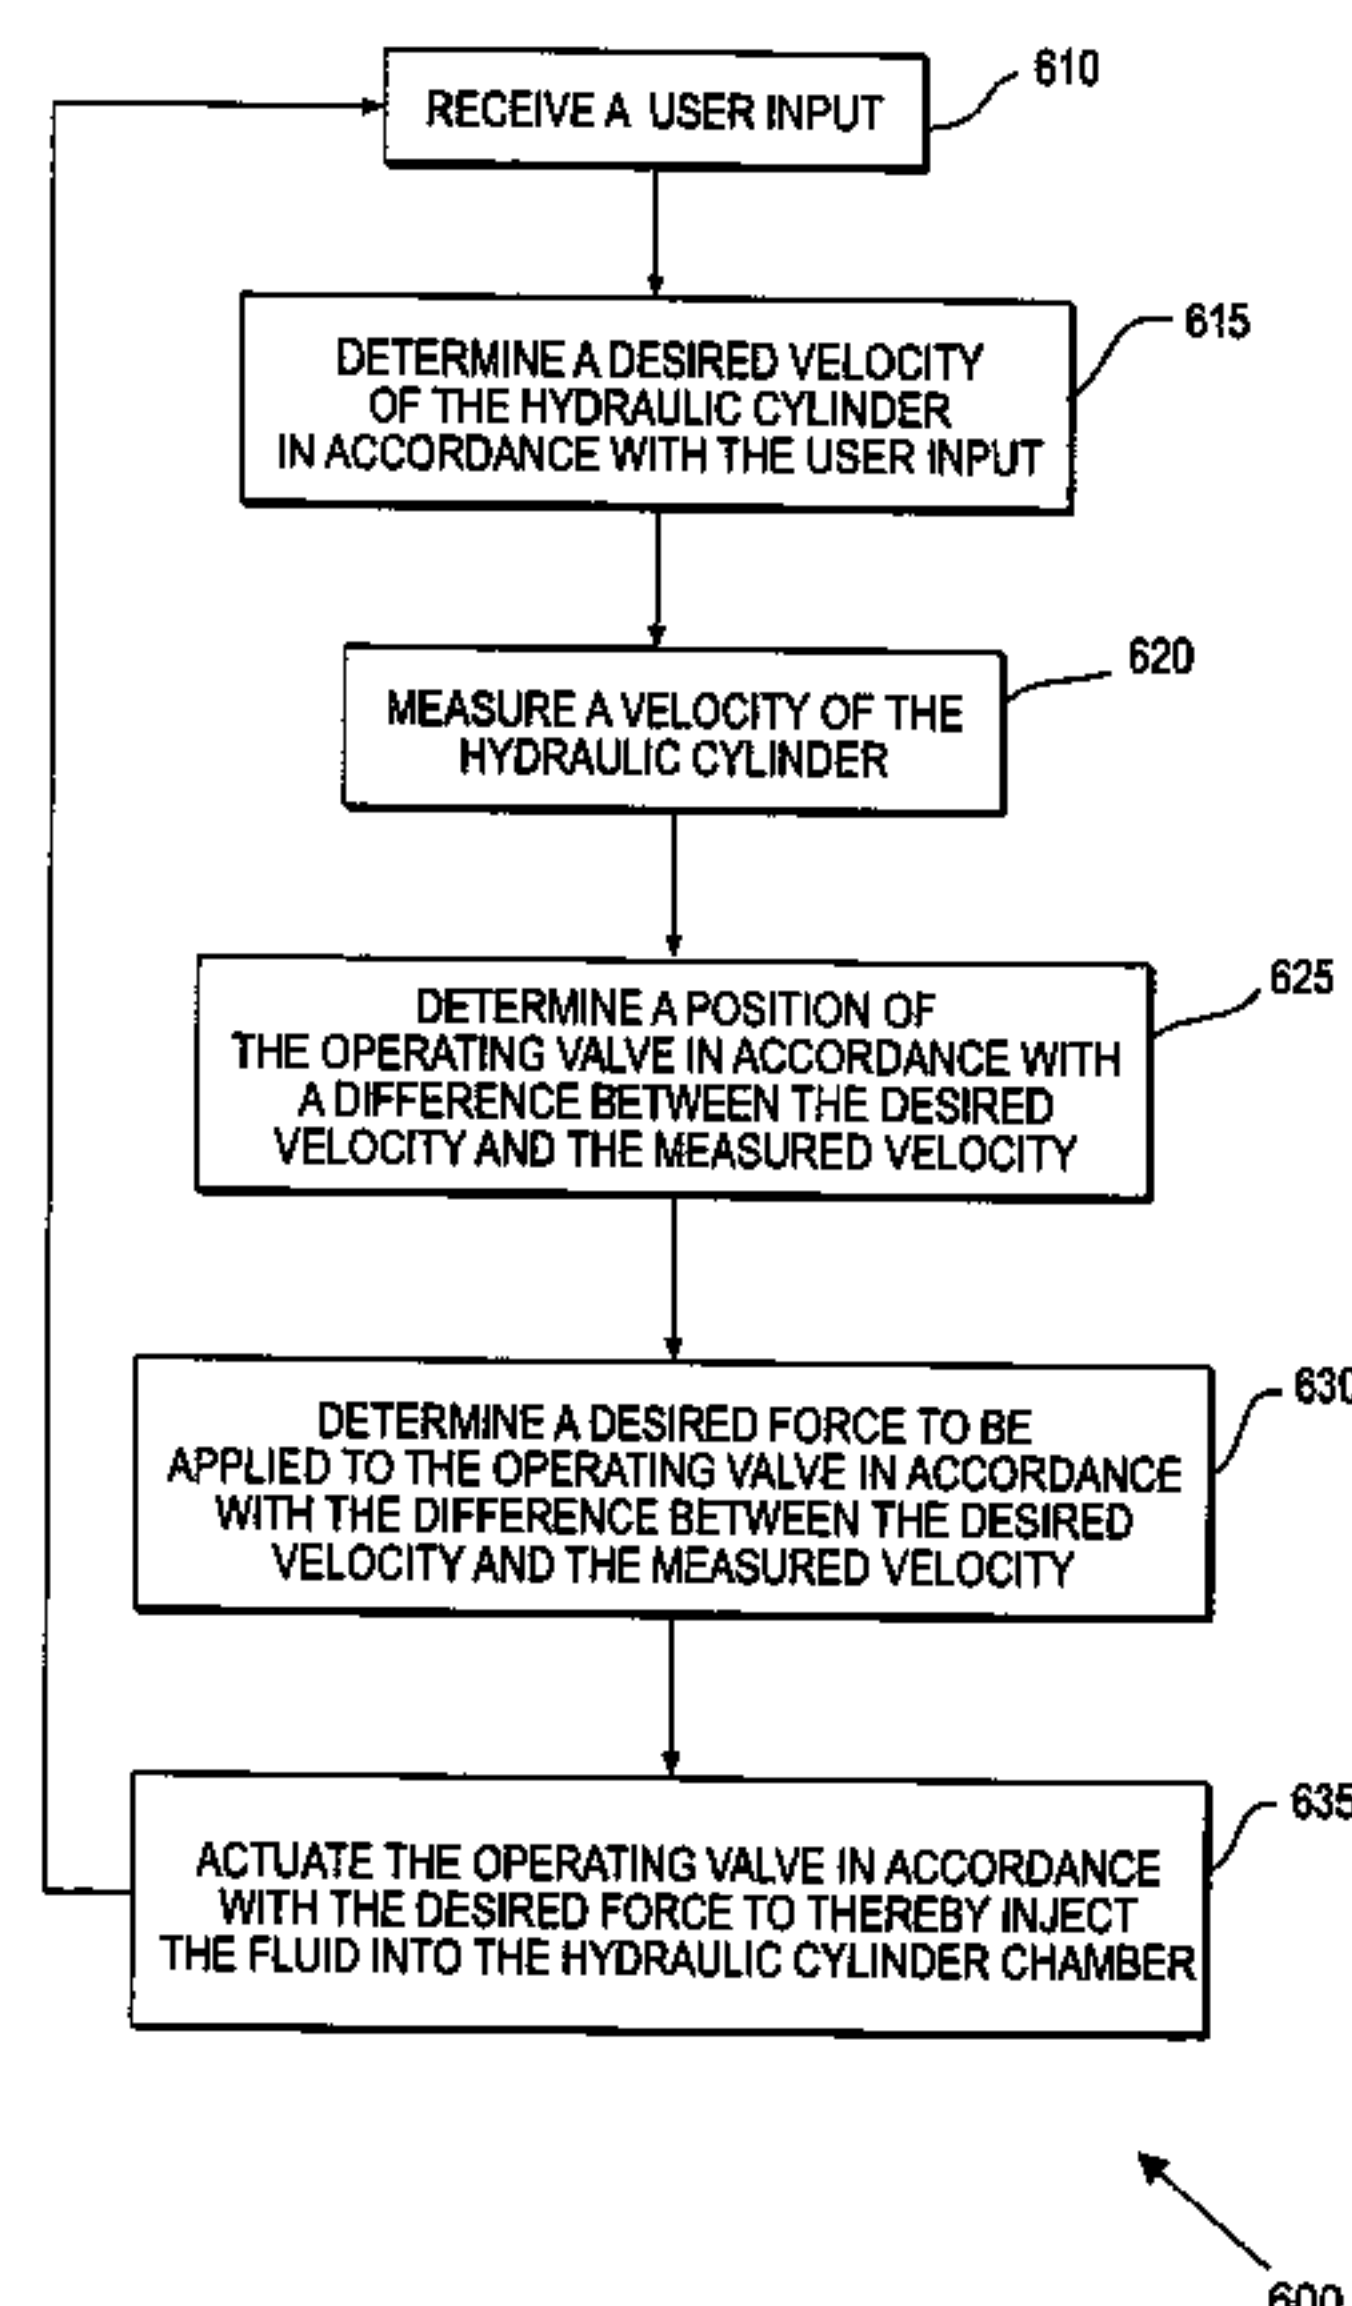 RECEIVE A USER INPUT
610
DETERMINE A DESIRED VELOCITY
OF THE HYDRAULIC CYLINDER
IN ACCORDANCE WITH THE USER INPUT
615
MEASURE A VELOCITY OF THE
HYDRAULIC CYLINDER
620
DETERMINE A POSITION OF
THE OPERATING VALVE IN ACCORDANCE WITH
A DIFFERENCE BETWEEN THE DESIRED
VELOCITY AND THE MEASURED VELOCITY
625
DETERMINE A DESIRED FORCE TO BE
APPLIED TO THE OPERATING VALVE IN ACCORDANCE
WITH THE DIFFERENCE BETWEEN THE DESIRED
VELOCITY AND THE MEASURED VELOCITY
630
ACTUATE THE OPERATING VALVE IN ACCORDANCE
WITH THE DESIRED FORCE TO THEREBY INJECT
THE FLUID INTO THE HYDRAULIC CYLINDER CHAMBER
635
600